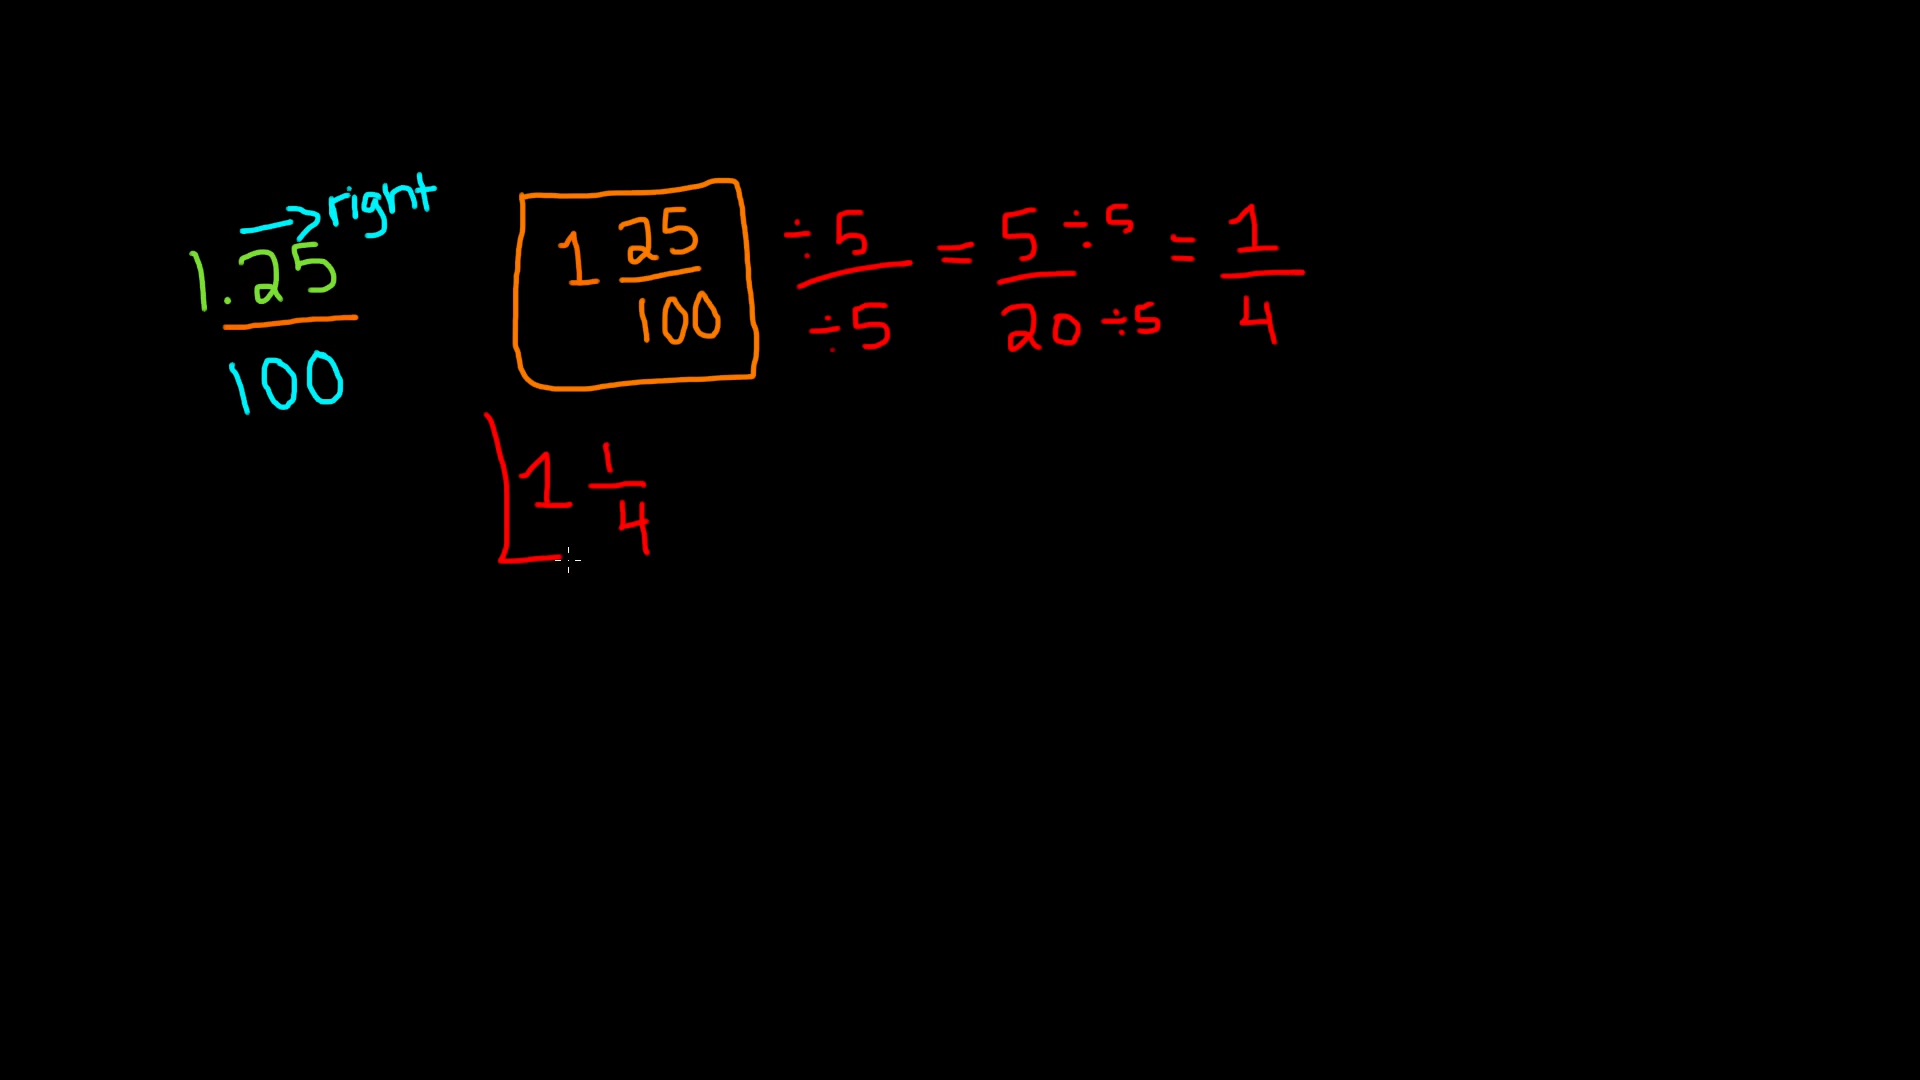 → right
1.25
100
1 25/100 ÷5/÷5 = 5÷5/20÷5 = 1/4
1 1/4